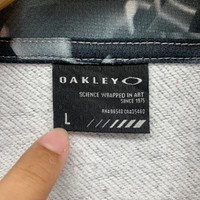 OAKLEY
SCIENCE WRAPPED IN ART
SINCE 1975
L